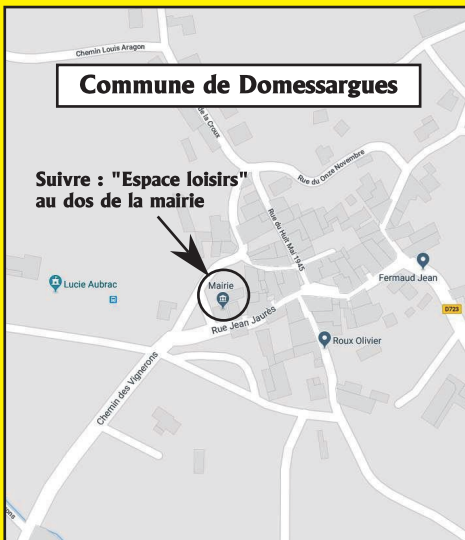 Chemin Louis Aragon
Commune de Domessargues
de la Croux
Rue du Onze Novembre
Suivre : "Espace loisirs"
au dos de la mairie
Rue du Huit Mai 1945
Lucie Aubrac
Mairie
Fermaud Jean
D723
Rue Jean Jaurès
Roux Olivier
Chemin des Vignerons